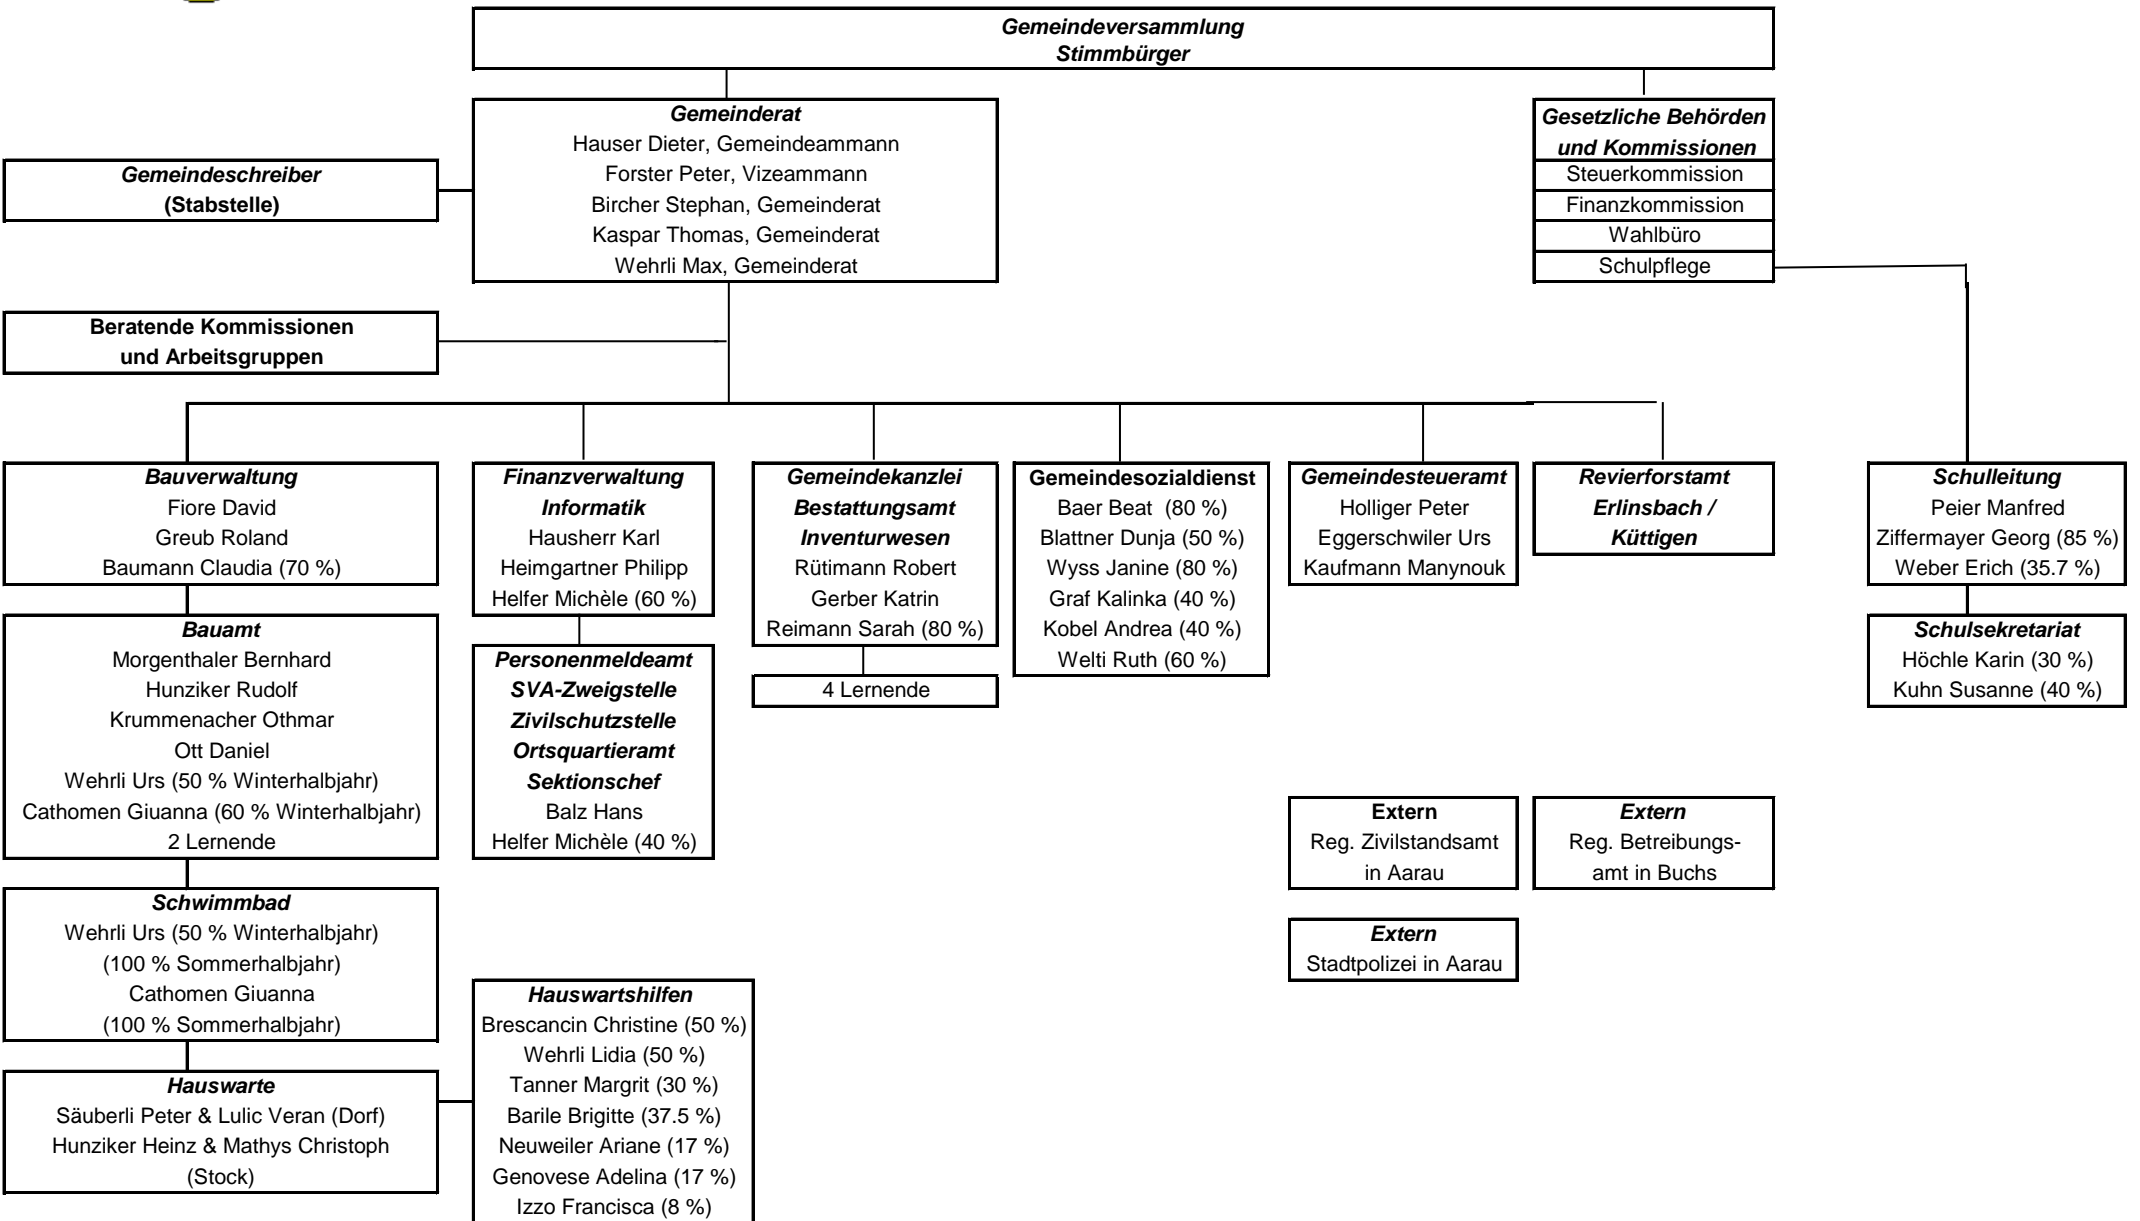 Gemeindeversammlung
Stimmbürger
Gemeinderat
Hauser Dieter, Gemeindeammann
Forster Peter, Vizeammann
Bircher Stephan, Gemeinderat
Kaspar Thomas, Gemeinderat
Wehrli Max, Gemeinderat
Gesetzliche Behörden
und Kommissionen
Steuerkommission
Finanzkommission
Wahlbüro
Schulpflege
Gemeindeschreiber
(Stabstelle)
Beratende Kommissionen
und Arbeitsgruppen
Bauverwaltung
Fiore David
Greub Roland
Baumann Claudia (70 %)
Bauamt
Morgenthaler Bernhard
Hunziker Rudolf
Krummenacher Othmar
Ott Daniel
Wehrli Urs (50 % Winterhalbjahr)
Cathomen Giuanna (60 % Winterhalbjahr)
2 Lernende
Schwimmbad
Wehrli Urs (50 % Winterhalbjahr)
(100 % Sommerhalbjahr)
Cathomen Giuanna
(100 % Sommerhalbjahr)
Hauswarte
Säuberli Peter & Lulic Veran (Dorf)
Hunziker Heinz & Mathys Christoph
(Stock)
Finanzverwaltung
Informatik
Hausherr Karl
Heimgartner Philipp
Helfer Michèle (60 %)
Personenmeldeamt
SVA-Zweigstelle
Zivilschutzstelle
Ortsquartieramt
Sektionschef
Balz Hans
Helfer Michèle (40 %)
Hauswartshilfen
Brescancin Christine (50 %)
Wehrli Lidia (50 %)
Tanner Margrit (30 %)
Barile Brigitte (37.5 %)
Neuweiler Ariane (17 %)
Genovese Adelina (17 %)
Izzo Francisca (8 %)
Gemeindekanzlei
Bestattungsamt
Inventurwesen
Rütimann Robert
Gerber Katrin
Reimann Sarah (80 %)
4 Lernende
Gemeindesozialdienst
Baer Beat (80 %)
Blattner Dunja (50 %)
Wyss Janine (80 %)
Graf Kalinka (40 %)
Kobel Andrea (40 %)
Welti Ruth (60 %)
Gemeindesteueramt
Holliger Peter
Eggerschwiler Urs
Kaufmann Manynouk
Revierforstamt
Erlinsbach /
Küttigen
Schulleitung
Peier Manfred
Ziffermayer Georg (85 %)
Weber Erich (35.7 %)
Schulsekretariat
Höchle Karin (30 %)
Kuhn Susanne (40 %)
Extern
Reg. Zivilstandsamt
in Aarau
Extern
Reg. Betreibungs-
amt in Buchs
Extern
Stadtpolizei in Aarau